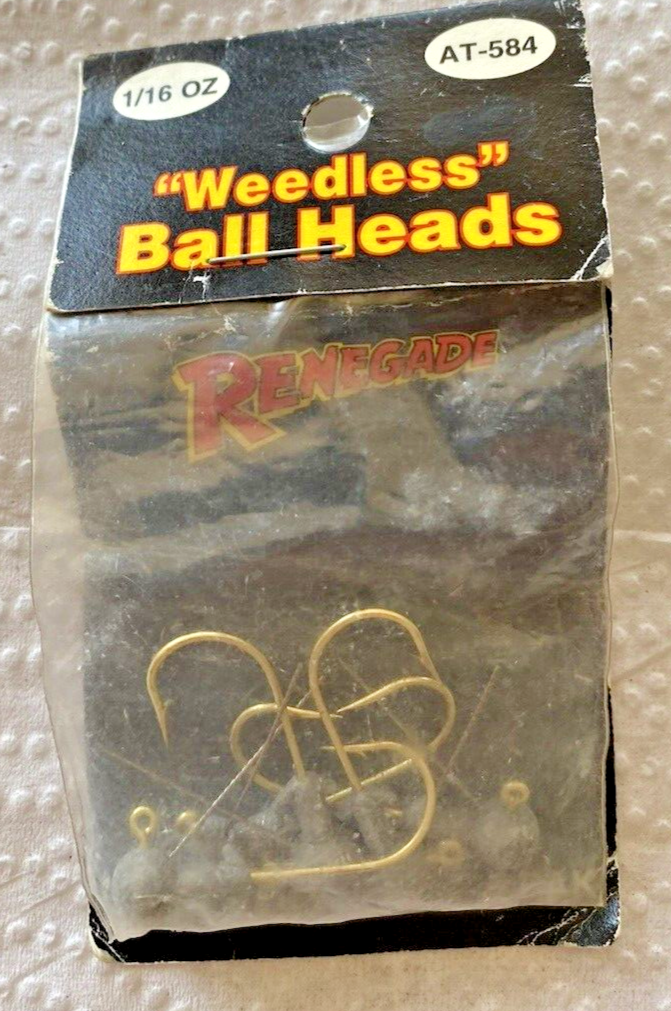 1/16 OZ
AT-584
“Weedless”
Ball Heads
RENEGADE